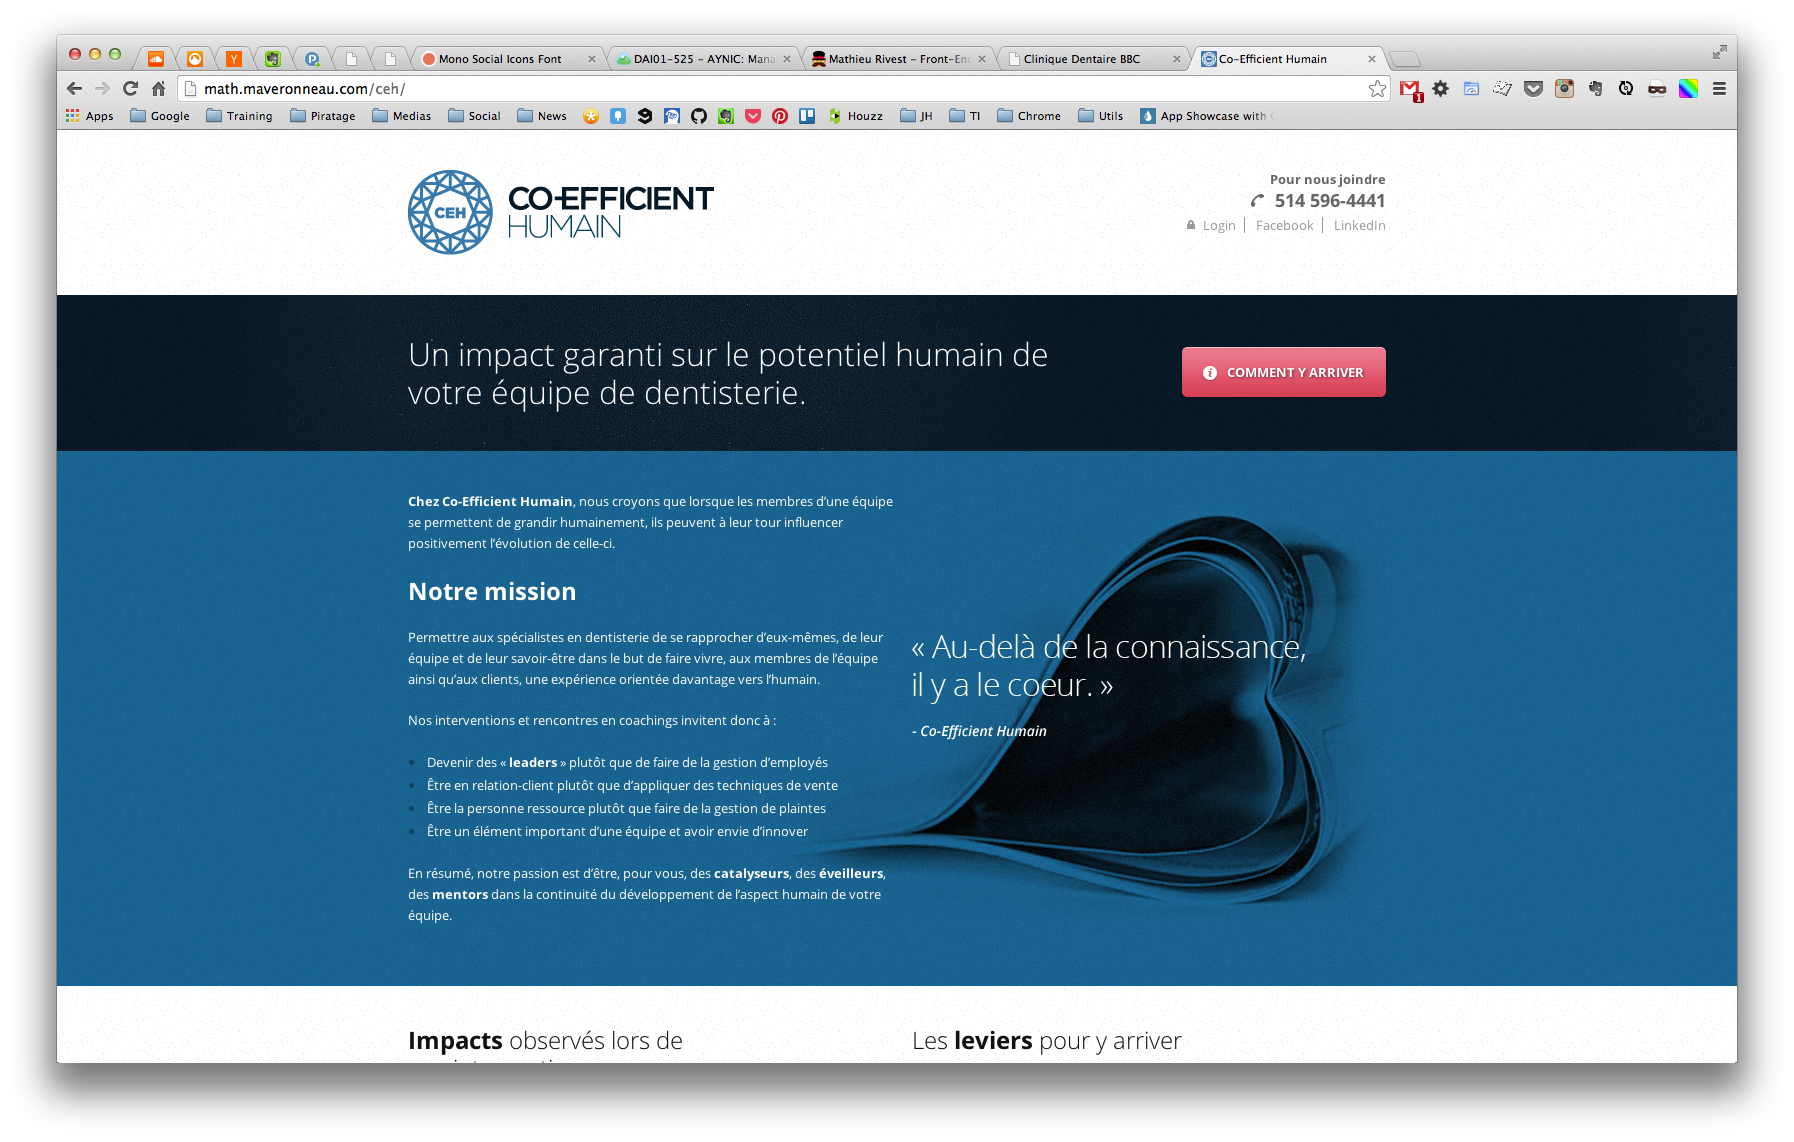 Mono Social Icons Font
DAI01-525 – AYNIC: Mana
Mathieu Rivest – Front-En
Clinique Dentaire BBC
Co-Efficient Humain
math.maveronneau.com/ceh/
Apps
Google
Training
Piratage
Medias
Social
News
Houzz
JH
TI
Chrome
Utils
App Showcase with
CEH
CO-EFFICIENT
HUMAIN
Pour nous joindre
514 596-4441
Login
Facebook
LinkedIn
Un impact garanti sur le potentiel humain de
votre équipe de dentisterie.
COMMENT Y ARRIVER
Chez Co-Efficient Humain, nous croyons que lorsque les membres d’une équipe
se permettent de grandir humainement, ils peuvent à leur tour influencer
positivement l’évolution de celle-ci.
Notre mission
Permettre aux spécialistes en dentisterie de se rapprocher d’eux-mêmes, de leur
équipe et de leur savoir-être dans le but de faire vivre, aux membres de l’équipe
ainsi qu’aux clients, une expérience orientée davantage vers l’humain.
Nos interventions et rencontres en coachings invitent donc à :
Devenir des « leaders » plutôt que de faire de la gestion d’employés
Être en relation-client plutôt que d’appliquer des techniques de vente
Être la personne ressource plutôt que faire de la gestion de plaintes
Être un élément important d’une équipe et avoir envie d’innover
En résumé, notre passion est d’être, pour vous, des catalyseurs, des éveilleurs,
des mentors dans la continuité du développement de l’aspect humain de votre
équipe.
« Au-delà de la connaissance,
il y a le coeur. »
- Co-Efficient Humain
Impacts observés lors de
Les leviers pour y arriver